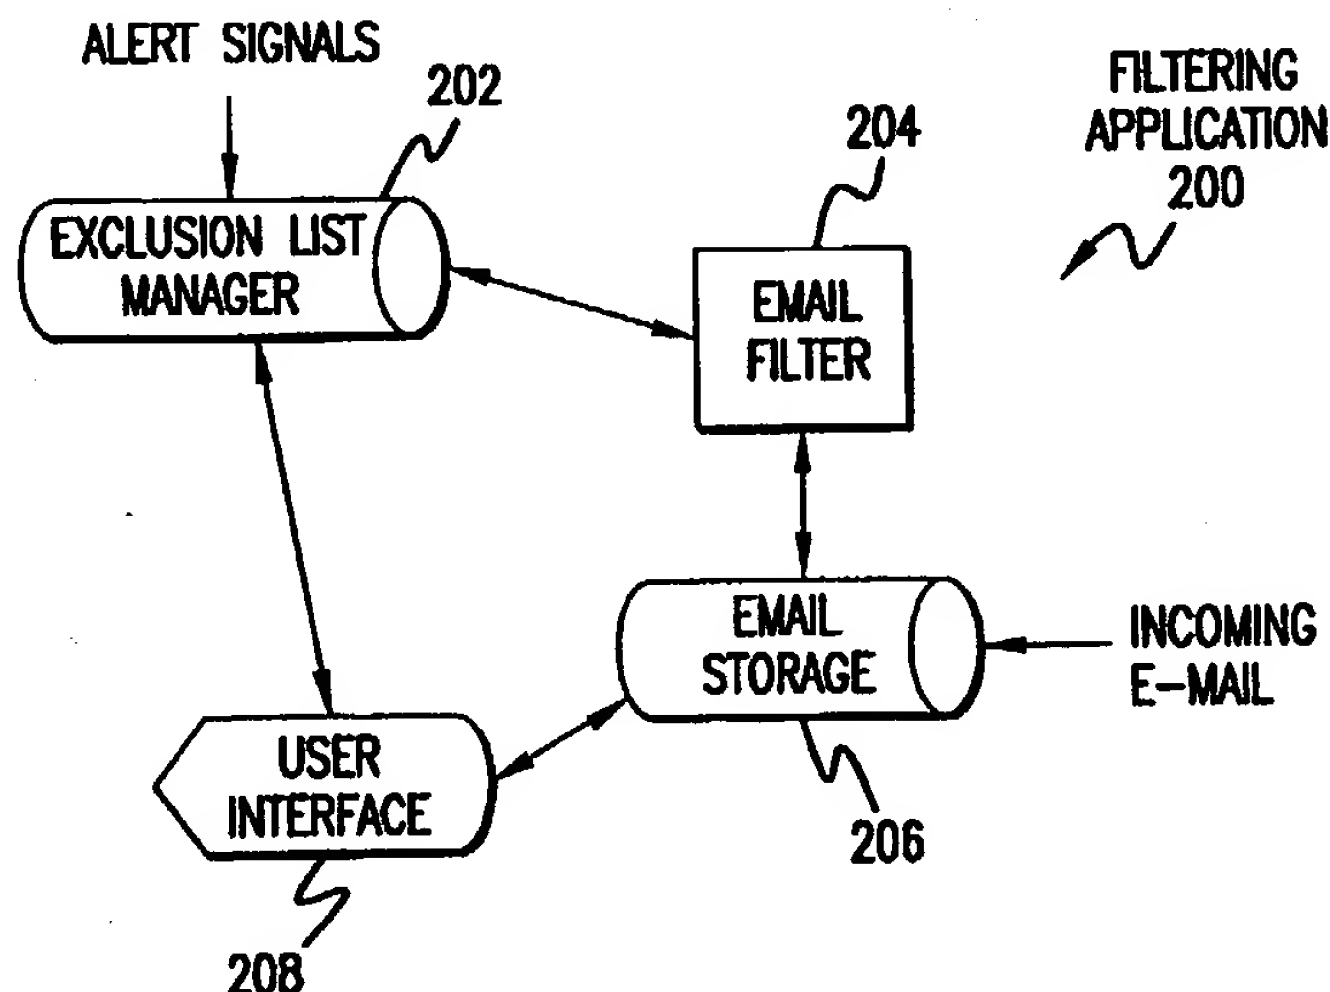 ALERT SIGNALS
202
EXCLUSION LIST
MANAGER
204
EMAIL
FILTER
FILTERING
APPLICATION
200
EMAIL
STORAGE
206
INCOMING
E-MAIL
USER
INTERFACE
208